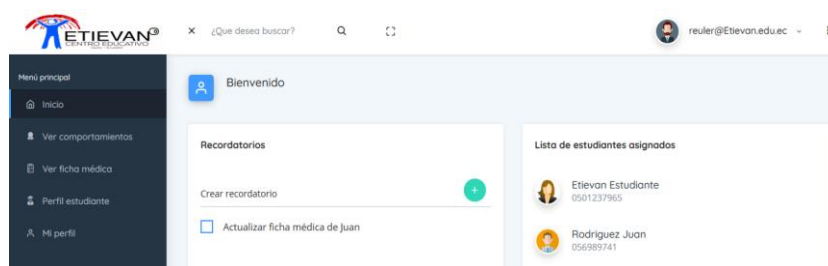 ETIEVAN
CENTRO EDUCATIVO
¿Que desea buscar?
reuler@Etievan.edu.ec
Menú principal
Inicio
Ver comportamientos
Ver ficha médica
Perfil estudiante
Mi perfil
Bienvenido
Recordatorios
Crear recordatorio
Actualizar ficha médica de Juan
Lista de estudiantes asignados
Etievan Estudiante
0501237965
Rodriguez Juan
056989741